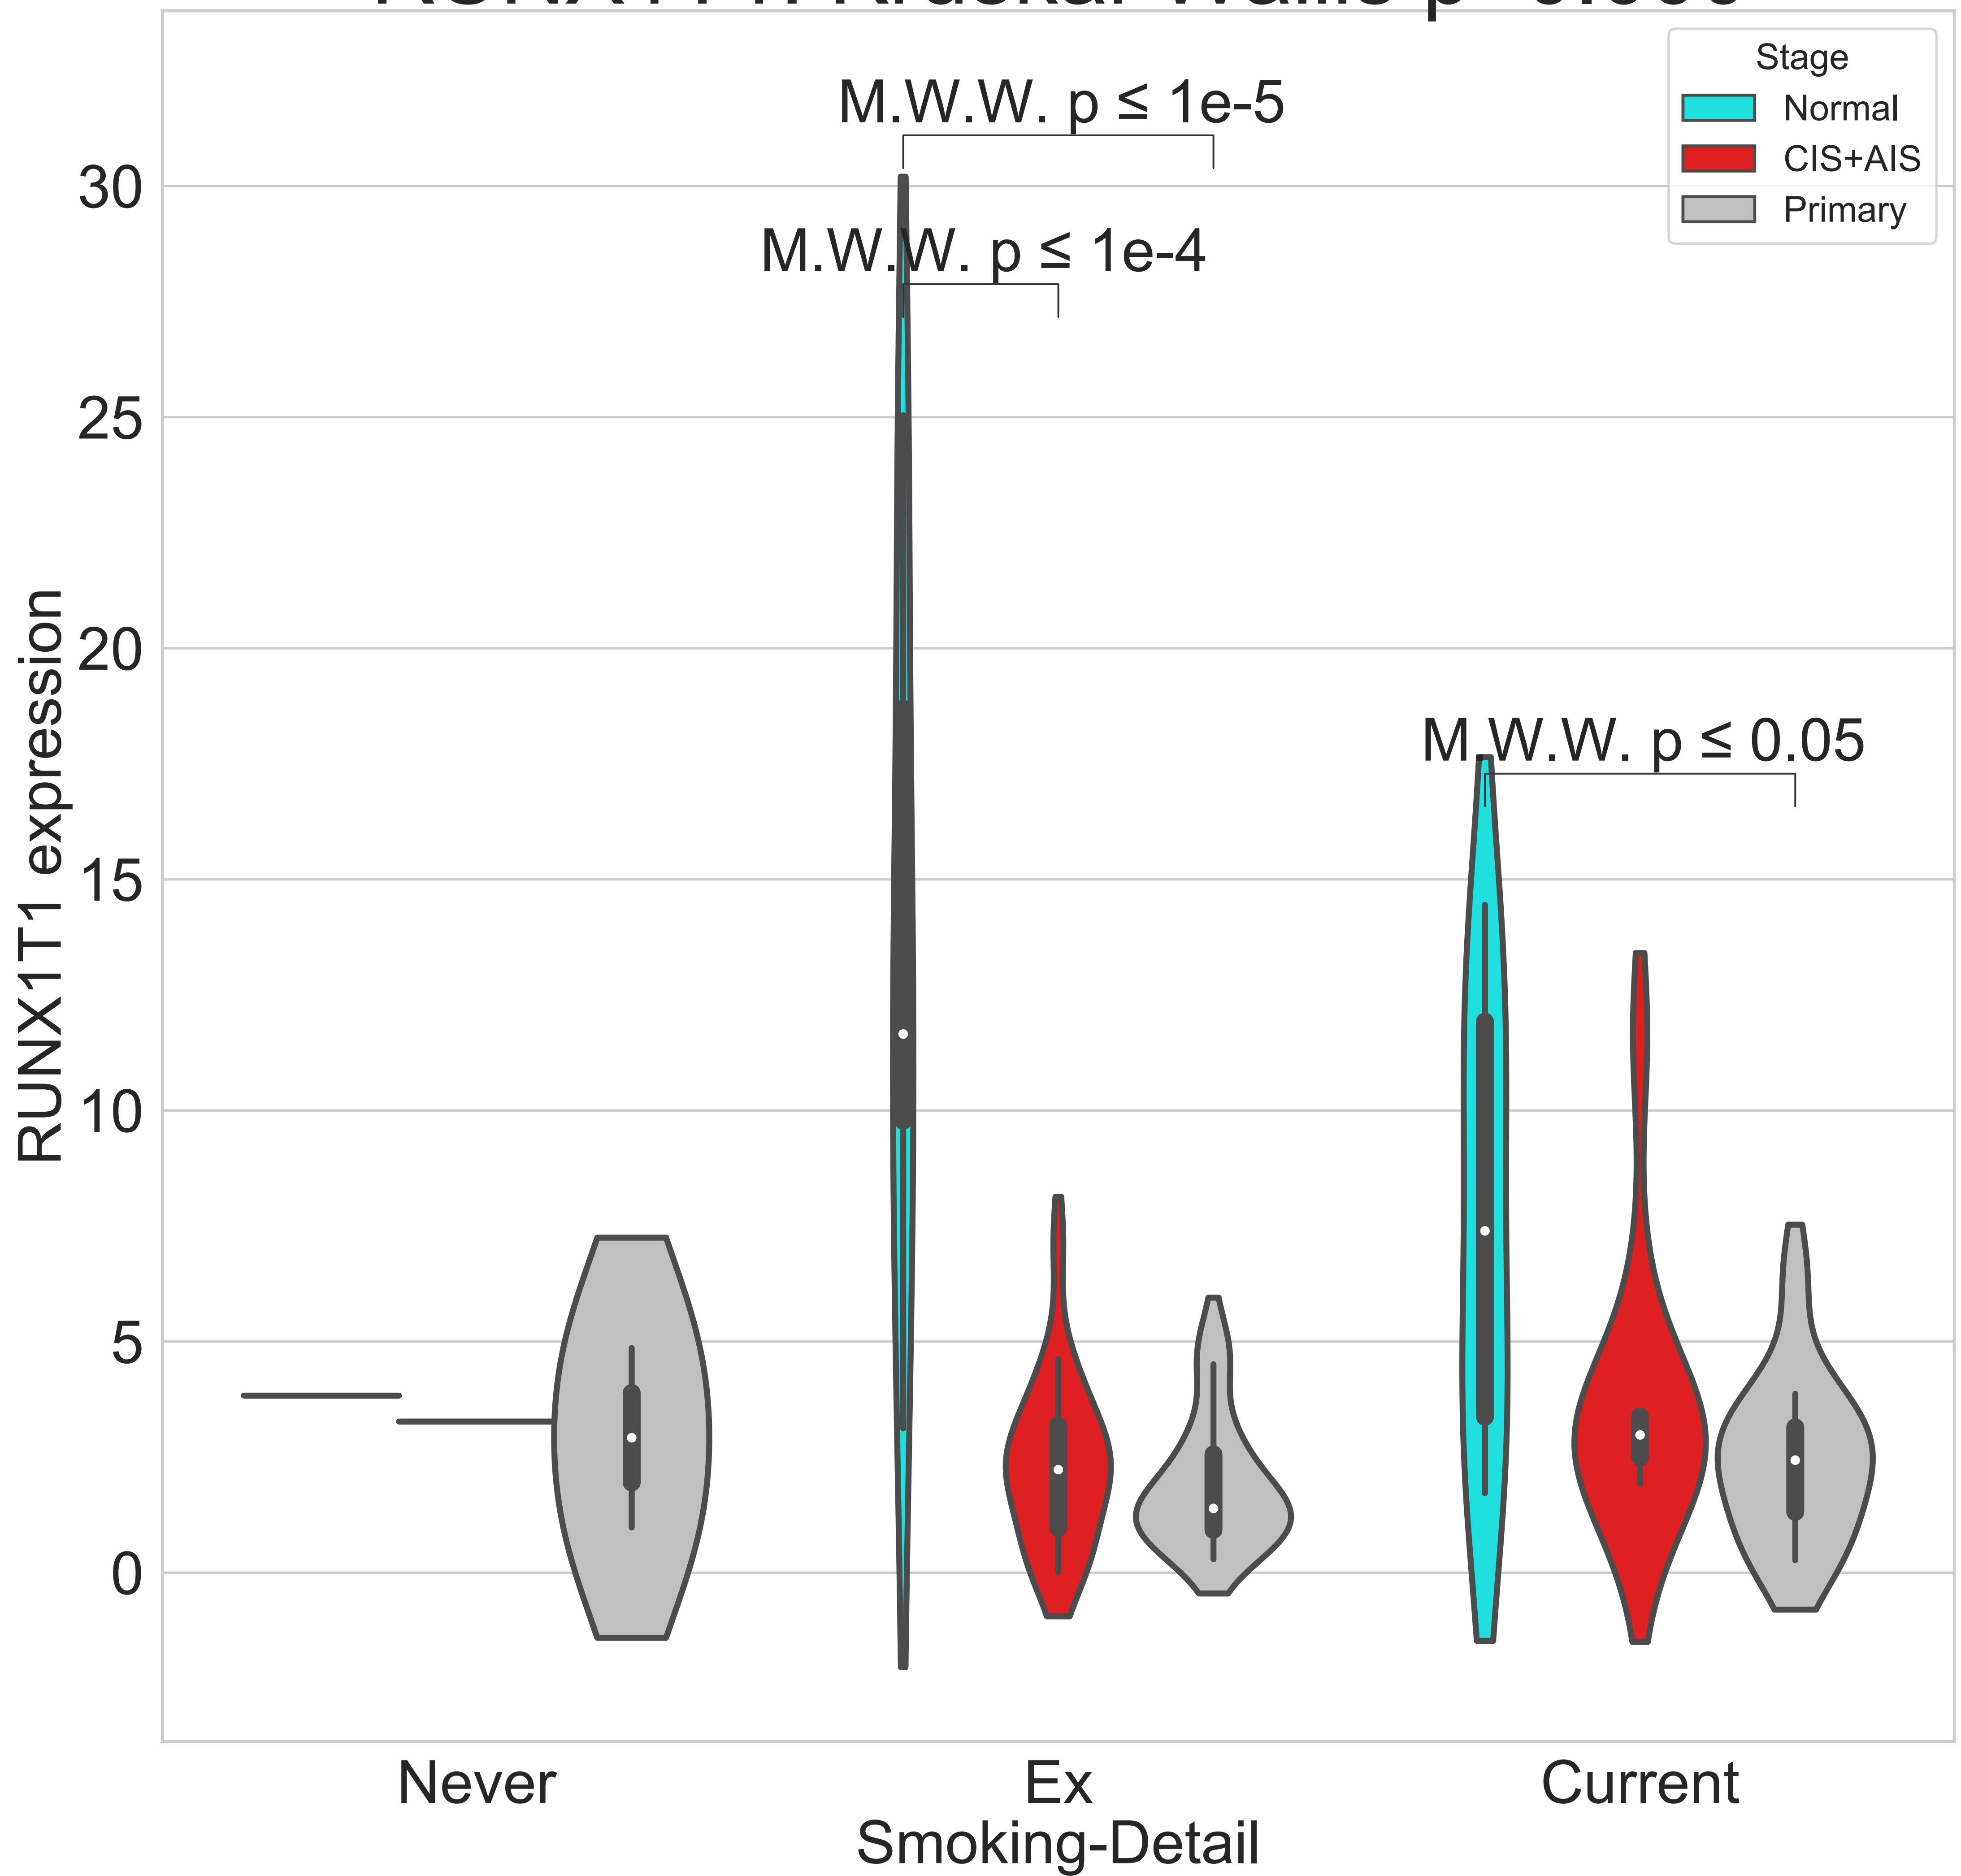 Stage
Normal
CIS+AIS
Primary
M.W.W. p ≤ 1e-5
M.W.W. p ≤ 1e-4
M.W.W. p ≤ 0.05
30
25
20
15
10
5
0
RUNX1T1 expression
Never
Ex
Current
Smoking-Detail